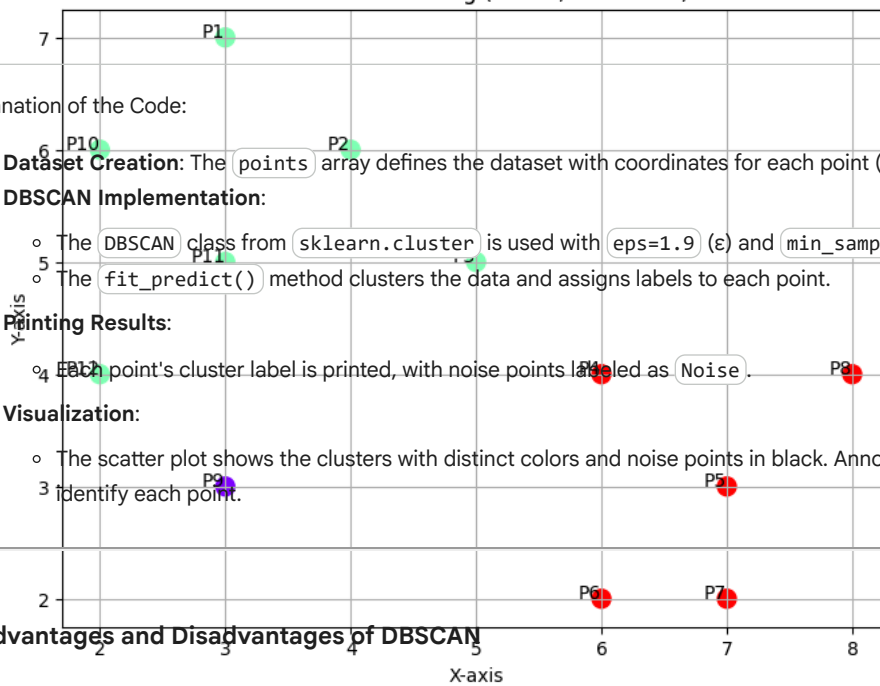 7
P1
nation of the Code:
6
P10
P2
Dataset Creation: The points array defines the dataset with coordinates for each point (
DBSCAN Implementation:
The DBSCAN class from sklearn.cluster is used with eps=1.9 (ε) and min_samp
P11
5
The fit_predict() method clusters the data and assigns labels to each point.
Y-axis
Printing Results:
4
P12
Each point's cluster label is printed, with noise points labeled as Noise.
P4
P8
Visualization:
The scatter plot shows the clusters with distinct colors and noise points in black. Anno
P9
P5
3
identify each point.
2
P6
P7
dvantages and Disadvantages of DBSCAN
2 3 4 5 6 7 8
X-axis